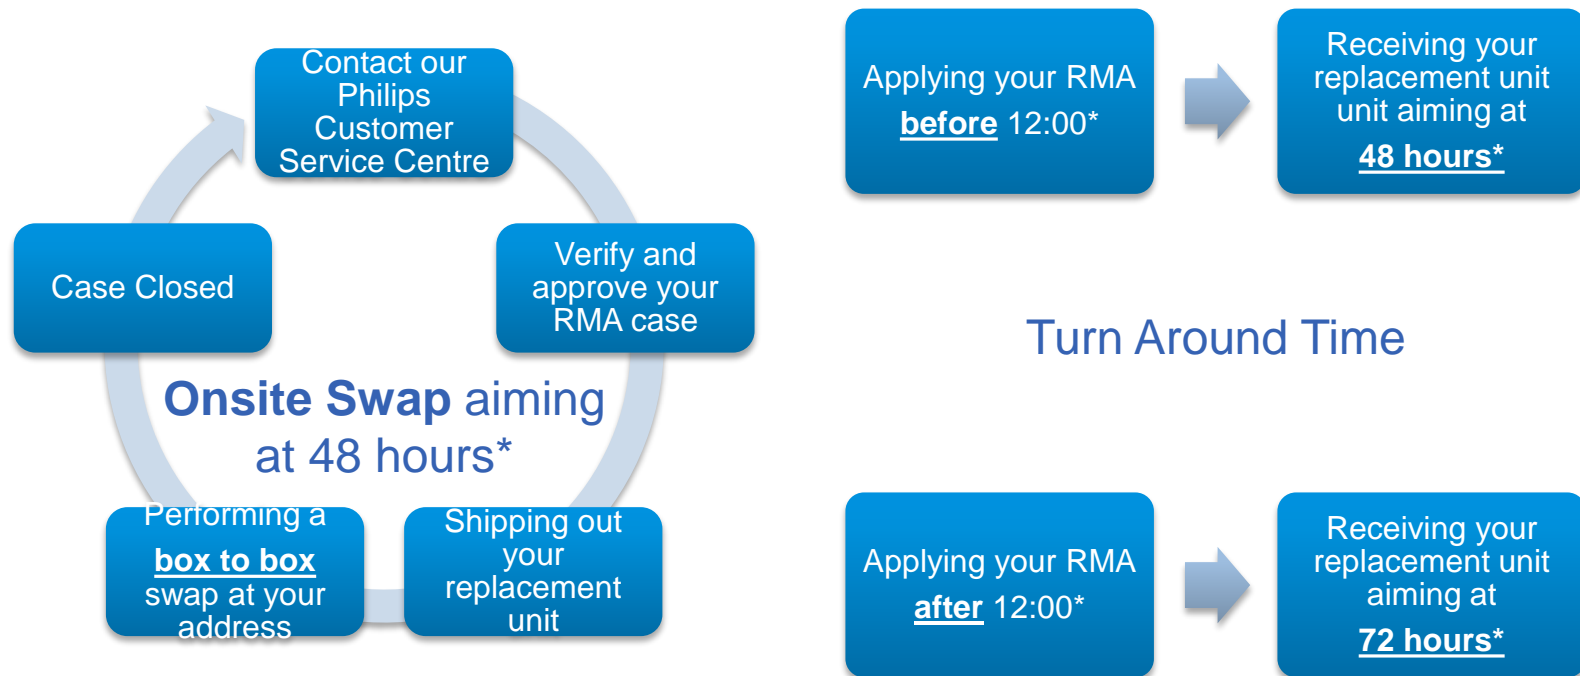 Contact our
Philips
Customer
Service Centre
Verify and
approve your
RMA case
Shipping out
your
replacement
unit
Performing a
box to box
swap at your
address
Case Closed
Onsite Swap aiming
at 48 hours*
Applying your RMA
before 12:00*
Receiving your
replacement unit
unit aiming at
48 hours*
Turn Around Time
Applying your RMA
after 12:00*
Receiving your
replacement unit
aiming at
72 hours*